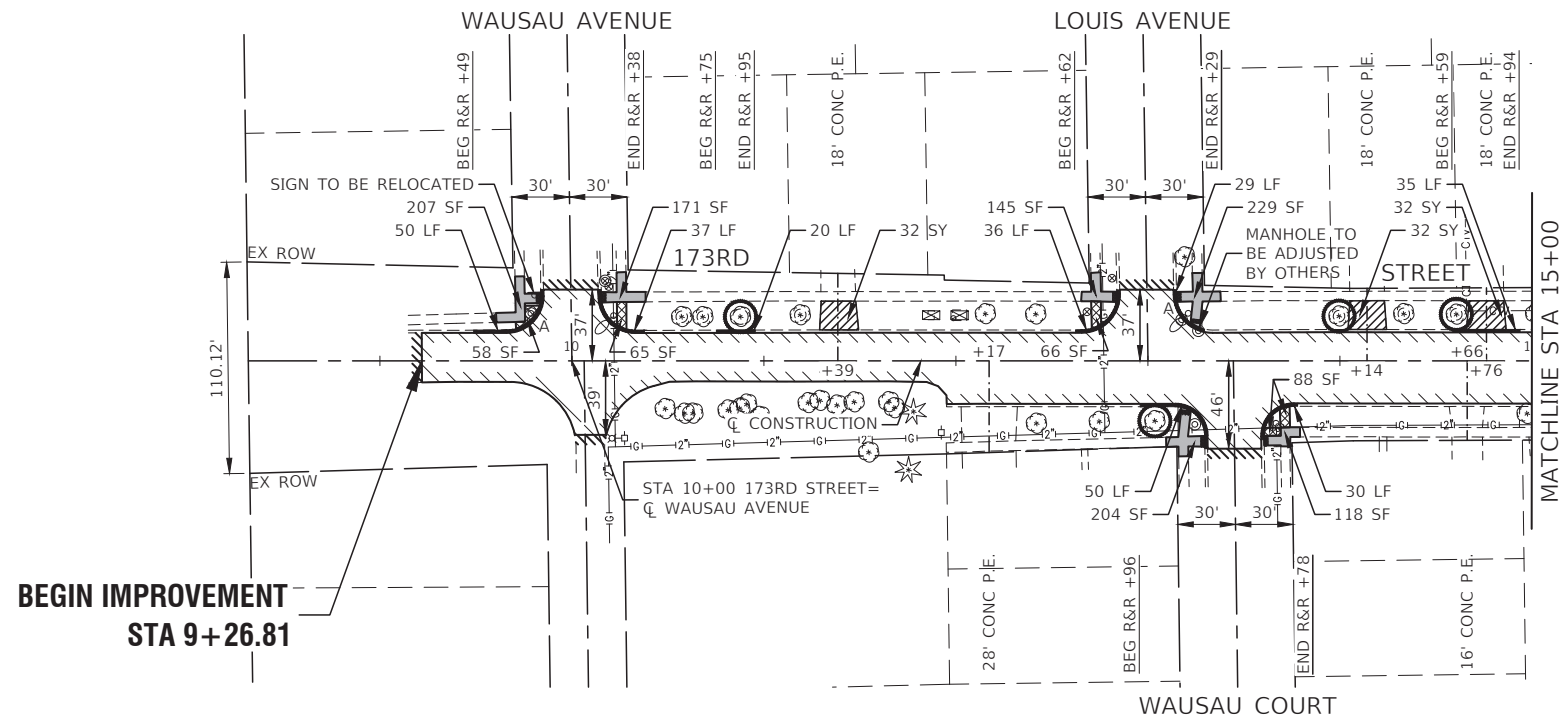 WAUSAU AVENUE
LOUIS AVENUE
BEG R&R +49
END R&R +38
BEG R&R +75
END R&R +95
18' CONC P.E.
BEG R&R +62
END R&R +29
18' CONC P.E.
BEG R&R +59
18' CONC P.E.
END R&R +94
SIGN TO BE RELOCATED
30'
30'
30'
30'
29 LF
35 LF
207 SF
171 SF
145 SF
229 SF
32 SY
50 LF
37 LF
20 LF
32 SY
36 LF
MANHOLE TO
BE ADJUSTED
BY OTHERS
32 SY
EX ROW
173RD
STREET
110.12'
A
37'
37'
A
58 SF
10
65 SF
+39
+17
66 SF
+14
+66
+76
88 SF
39'
46'
℄ CONSTRUCTION
G 2" G 2" G 2" G 2" G
EX ROW
STA 10+00 173RD STREET=
℄ WAUSAU AVENUE
50 LF
204 SF
30 LF
118 SF
30'
30'
MATCHLINE STA 15+00
BEGIN IMPROVEMENT
STA 9+26.81
28' CONC P.E.
BEG R&R +96
END R&R +78
16' CONC P.E.
WAUSAU COURT